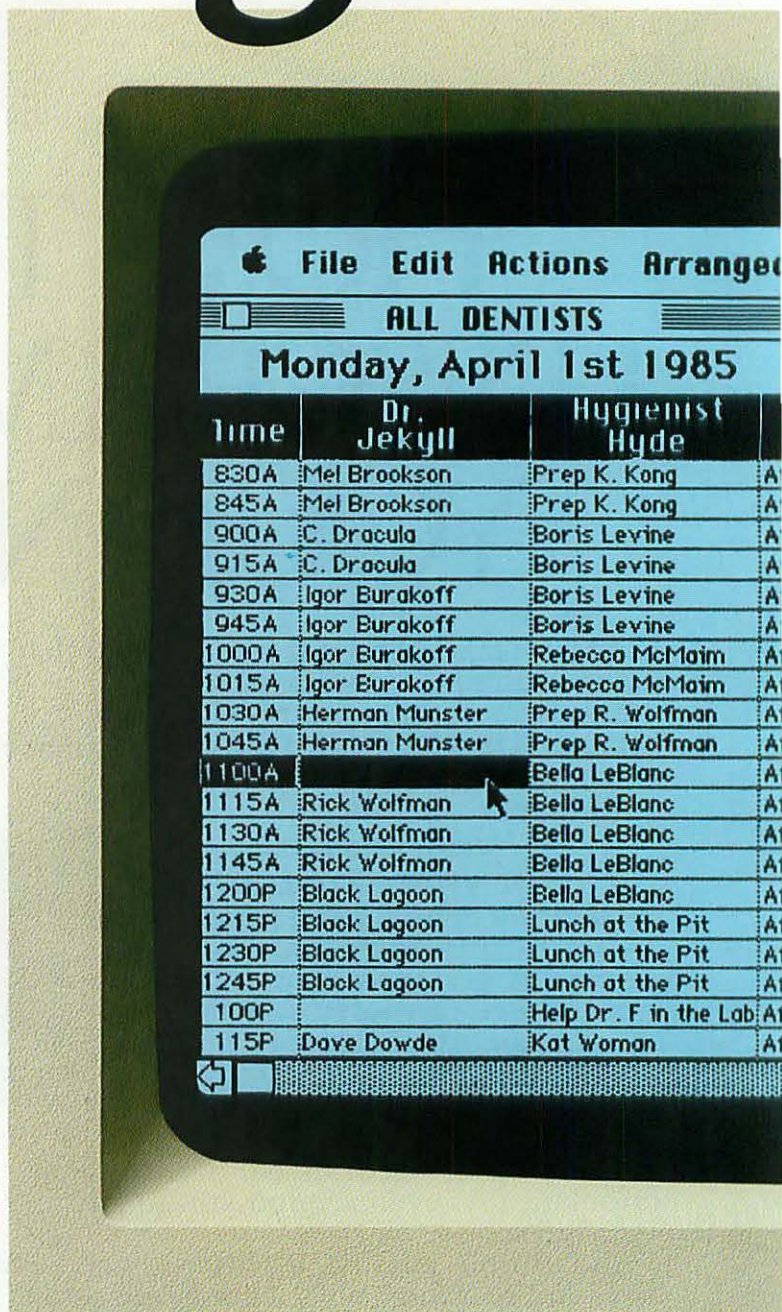 File Edit Actions Arranged
ALL DENTISTS
Monday, April 1st 1985
Time Dr. Jekyll Hygienist Hyde
830A Mel Brookson Prep K. Kong
845A Mel Brookson Prep K. Kong
900A C. Dracula Boris Levine
915A C. Dracula Boris Levine
930A Igor Burakoff Boris Levine
945A Igor Burakoff Boris Levine
1000A Igor Burakoff Rebecca McMaim
1015A Igor Burakoff Rebecca McMaim
1030A Herman Munster Prep R. Wolfman
1045A Herman Munster Prep R. Wolfman
1100A Bella LeBlanc
1115A Rick Wolfman Bella LeBlanc
1130A Rick Wolfman Bella LeBlanc
1145A Rick Wolfman Bella LeBlanc
1200P Black Lagoon Bella LeBlanc
1215P Black Lagoon Lunch at the Pit
1230P Black Lagoon Lunch at the Pit
1245P Black Lagoon Lunch at the Pit
100P Help Dr. F in the Lab
115P Dave Dowde Kat Woman